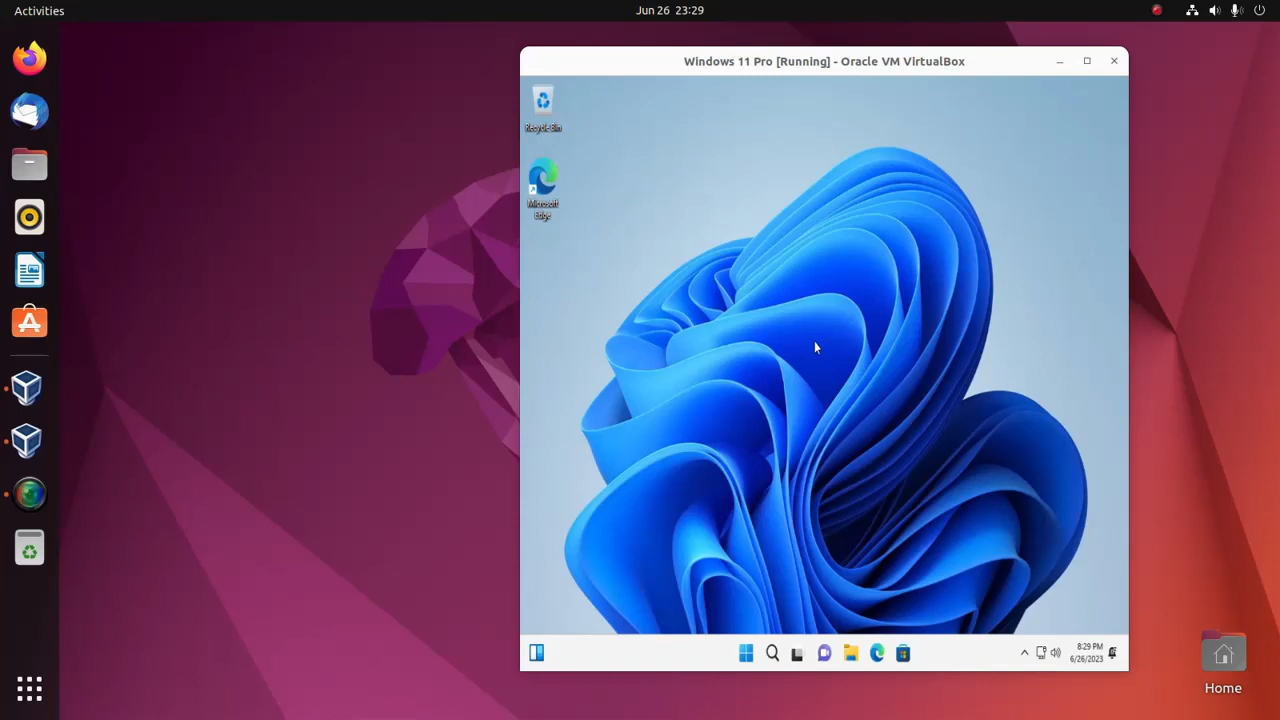 Activities
Jun 26 23:29
Windows 11 Pro [Running] - Oracle VM VirtualBox
Recycle Bin
Microsoft
Edge
8:29 PM
6/26/2023
Home